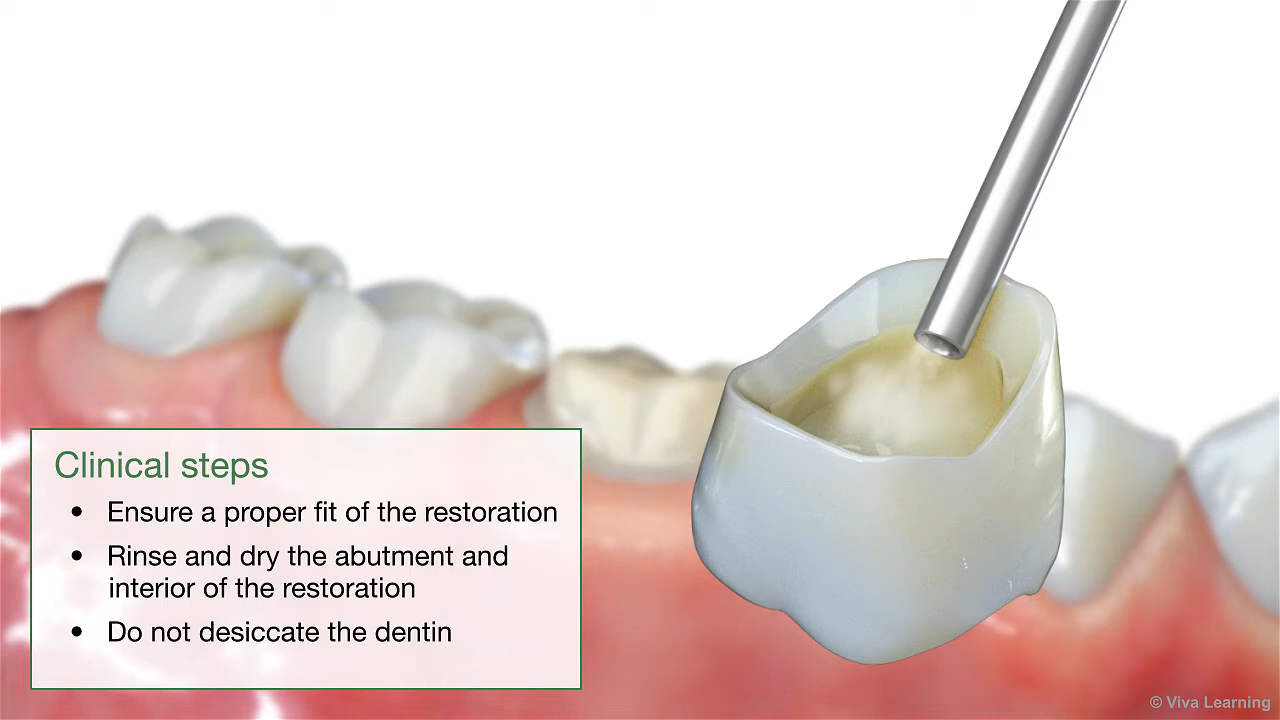 Clinical steps
• Ensure a proper fit of the restoration
• Rinse and dry the abutment and
interior of the restoration
• Do not desiccate the dentin
© Viva Learning